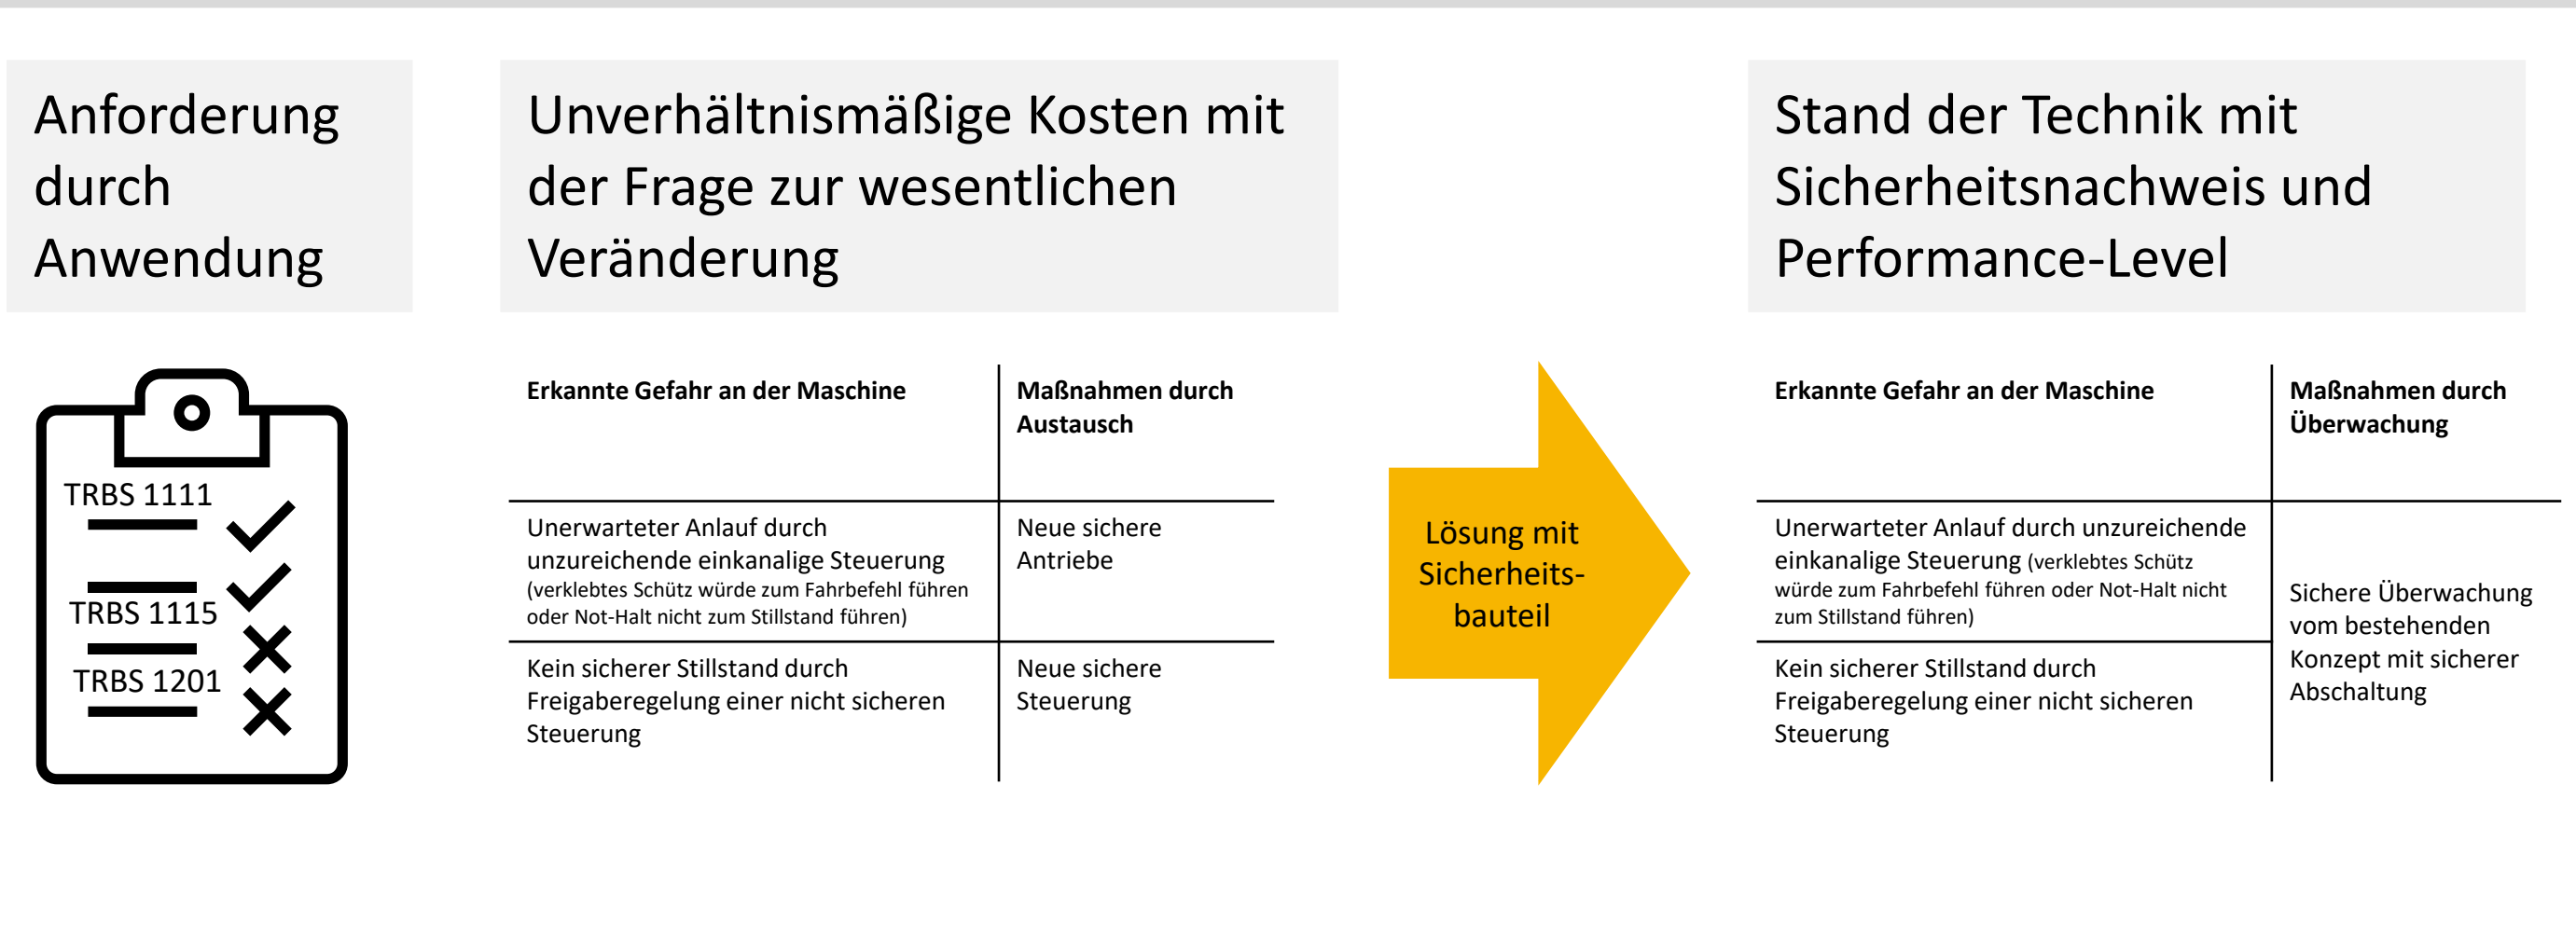 Anforderung
durch
Anwendung
TRBS 1111
TRBS 1115
TRBS 1201
Unverhältnismäßige Kosten mit
der Frage zur wesentlichen
Veränderung
Erkannte Gefahr an der Maschine
Maßnahmen durch
Austausch
Unerwarteter Anlauf durch
unzureichende einkanalige Steuerung
(verklebtes Schütz würde zum Fahrbefehl führen
oder Not-Halt nicht zum Stillstand führen)
Neue sichere
Antriebe
Kein sicherer Stillstand durch
Freigaberegelung einer nicht sicheren
Steuerung
Neue sichere
Steuerung
Lösung mit
Sicherheits-
bauteil
Stand der Technik mit
Sicherheitsnachweis und
Performance-Level
Erkannte Gefahr an der Maschine
Maßnahmen durch
Überwachung
Unerwarteter Anlauf durch unzureichende
einkanalige Steuerung (verklebtes Schütz
würde zum Fahrbefehl führen oder Not-Halt nicht
zum Stillstand führen)
Kein sicherer Stillstand durch
Freigaberegelung einer nicht sicheren
Steuerung
Sichere Überwachung
vom bestehenden
Konzept mit sicherer
Abschaltung